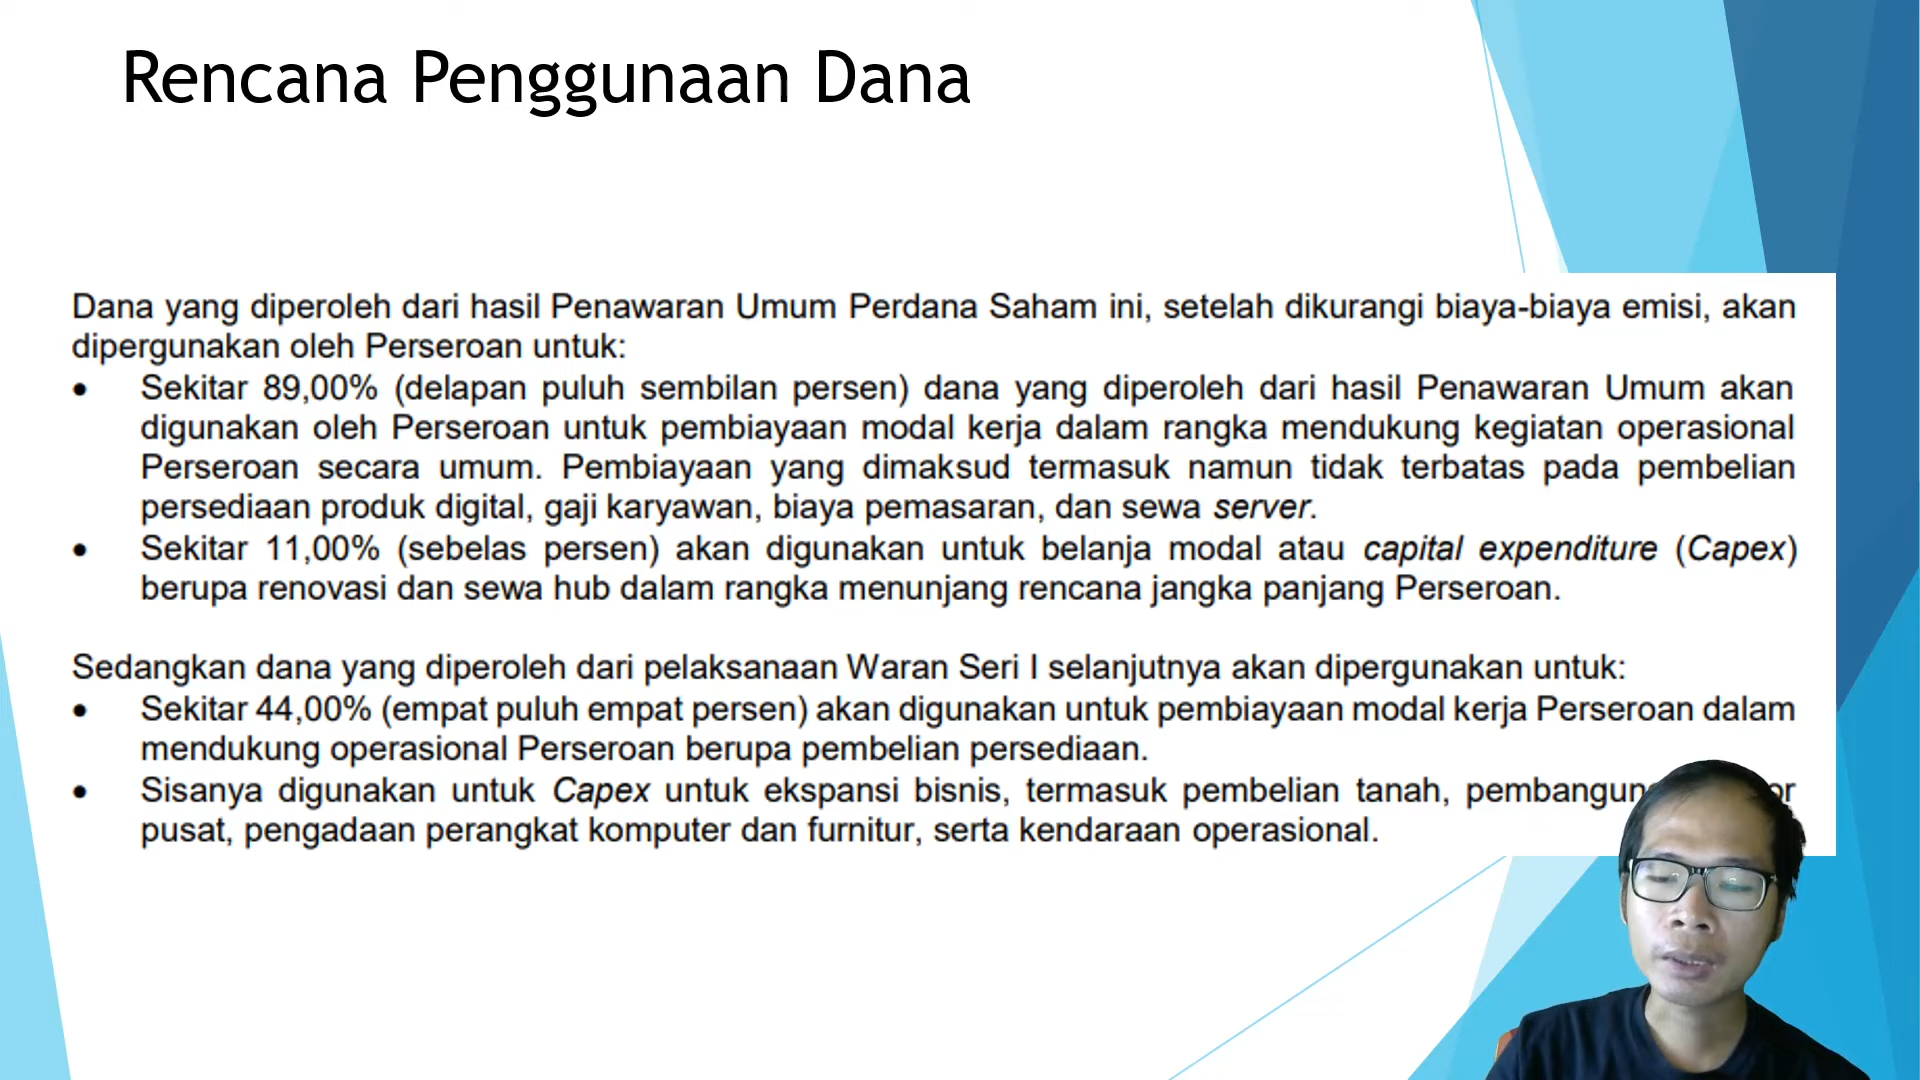 Rencana Penggunaan Dana
Dana yang diperoleh dari hasil Penawaran Umum Perdana Saham ini, setelah dikurangi biaya-biaya emisi, akan
dipergunakan oleh Perseroan untuk:
• Sekitar 89,00% (delapan puluh sembilan persen) dana yang diperoleh dari hasil Penawaran Umum akan
digunakan oleh Perseroan untuk pembiayaan modal kerja dalam rangka mendukung kegiatan operasional
Perseroan secara umum. Pembiayaan yang dimaksud termasuk namun tidak terbatas pada pembelian
persediaan produk digital, gaji karyawan, biaya pemasaran, dan sewa server.
• Sekitar 11,00% (sebelas persen) akan digunakan untuk belanja modal atau capital expenditure (Capex)
berupa renovasi dan sewa hub dalam rangka menunjang rencana jangka panjang Perseroan.
Sedangkan dana yang diperoleh dari pelaksanaan Waran Seri I selanjutnya akan dipergunakan untuk:
• Sekitar 44,00% (empat puluh empat persen) akan digunakan untuk pembiayaan modal kerja Perseroan dalam
mendukung operasional Perseroan berupa pembelian persediaan.
• Sisanya digunakan untuk Capex untuk ekspansi bisnis, termasuk pembelian tanah,
pusat, pengadaan perangkat komputer dan furnitur, serta kendaraan operasional.